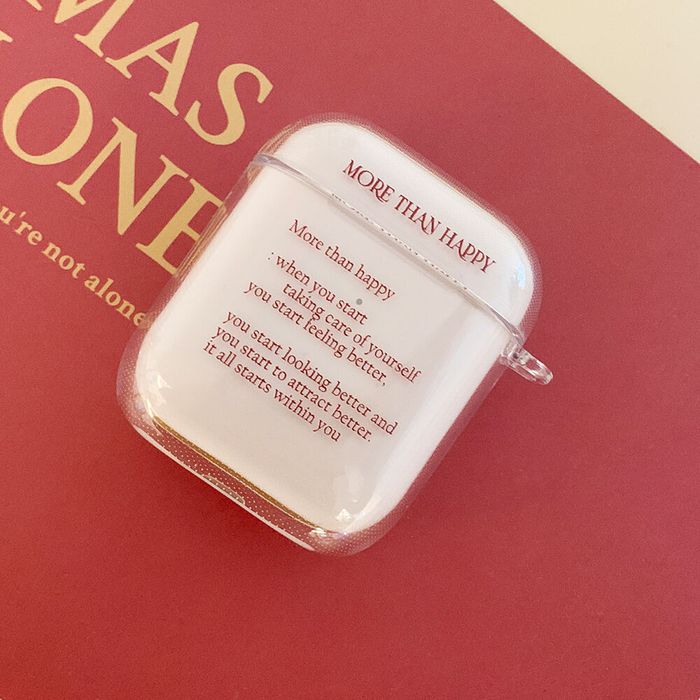 MAS
ONE
u're not alone
MORE THAN HAPPY
More than happy
: when you start
taking care of yourself
you start feeling better,
you start looking better and
you start to attract better.
it all starts within you